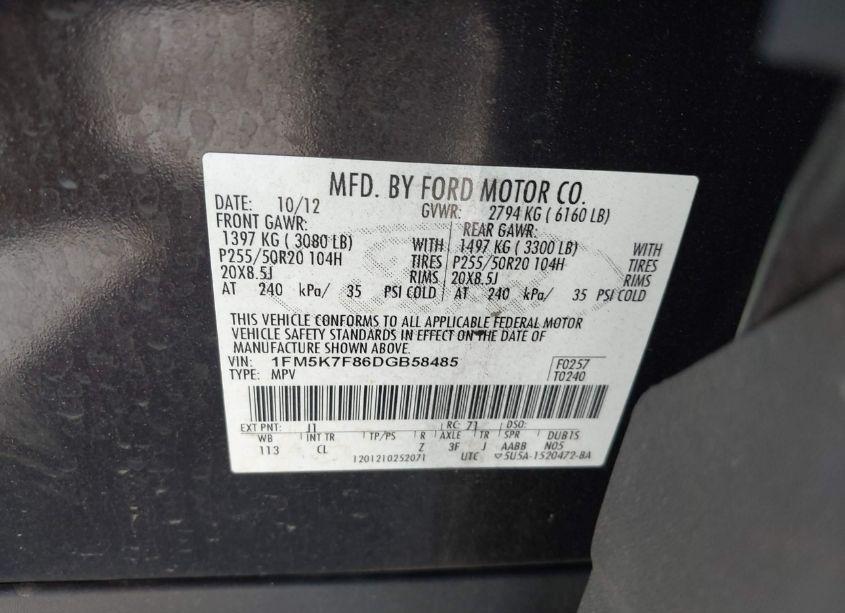 MFD. BY FORD MOTOR CO.
DATE: 10/12 GVWR: 2794 KG ( 6160 LB)
FRONT GAWR: REAR GAWR:
1397 KG ( 3080 LB) WITH 1497 KG ( 3300 LB) WITH
P255/50R20 104H TIRES P255/50R20 104H TIRES
20X8.5J RIMS 20X8.5J RIMS
AT 240 kPa/ 35 PSI COLD AT 240 kPa/ 35 PSI COLD
THIS VEHICLE CONFORMS TO ALL APPLICABLE FEDERAL MOTOR
VEHICLE SAFETY STANDARDS IN EFFECT ON THE DATE OF
MANUFACTURE SHOWN ABOVE.
VIN: 1FM5K7F86DGB58485 F0257
TYPE: MPV T0240
EXT PNT: J1 RC: 71 DSO:
WB INT TR TP/PS R AXLE TR SPR DUB1S
113 CL Z 3F J AABB N05
1201210252071 UTC 5U5A-1520472-BA